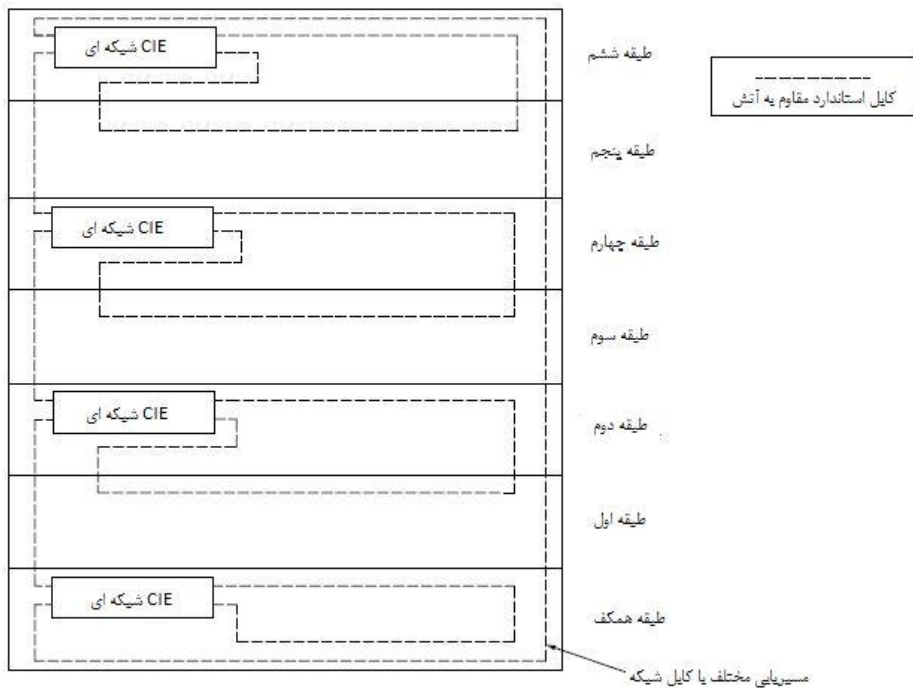 CIE شبکه ای
طبقه ششم
کابل استاندارد مقاوم به آتش
طبقه پنجم
CIE شبکه ای
طبقه چهارم
طبقه سوم
CIE شبکه ای
طبقه دوم
طبقه اول
CIE شبکه ای
طبقه همکف
مسیریابی مختلف با کابل شبکه